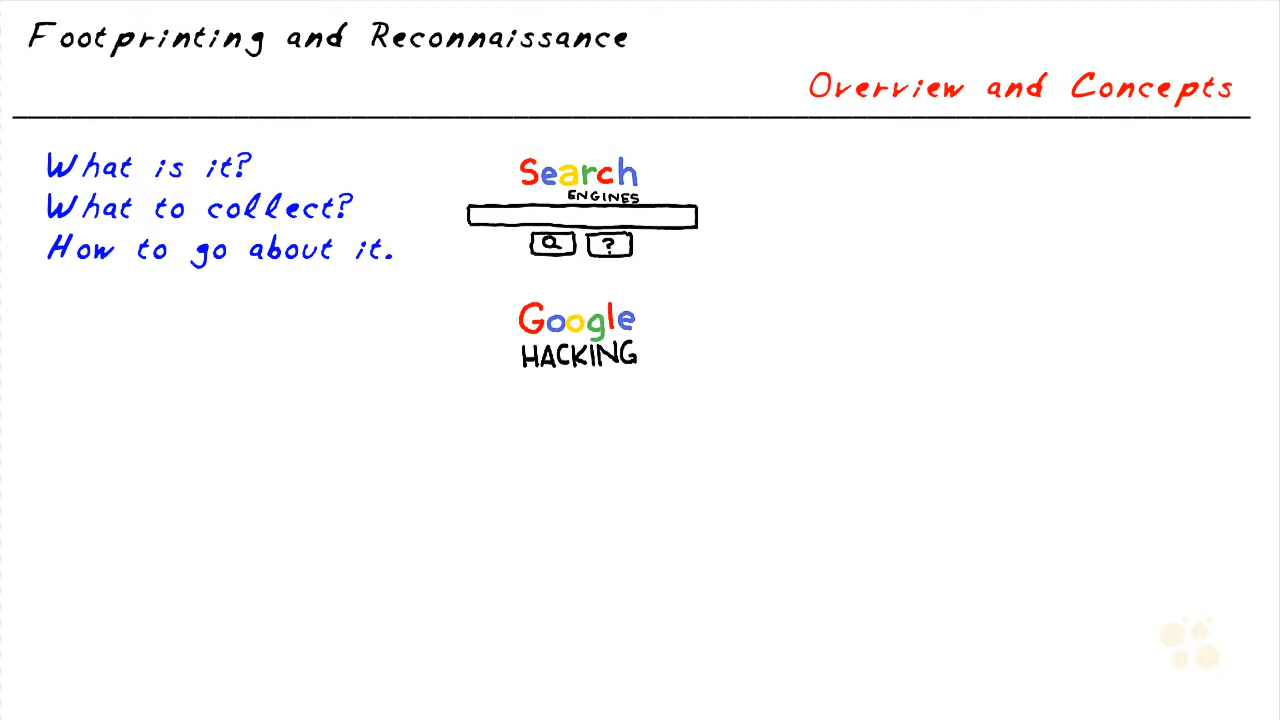 Footprinting and Reconnaissance
Overview and Concepts
What is it?
What to collect?
How to go about it.
Search
ENGINES
?
Google
HACKING